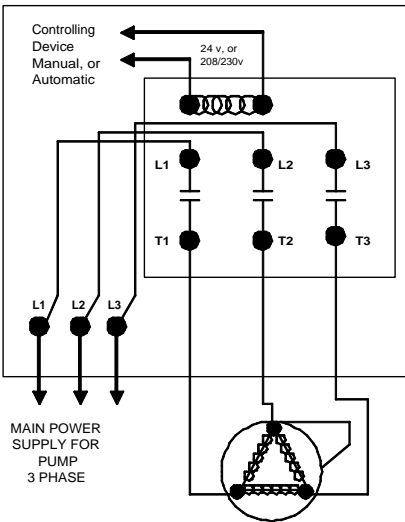 Controlling
Device
Manual, or
Automatic
24 v, or
208/230v
L1
L2
L3
T1
T2
T3
L1
L2
L3
MAIN POWER
SUPPLY FOR
PUMP
3 PHASE